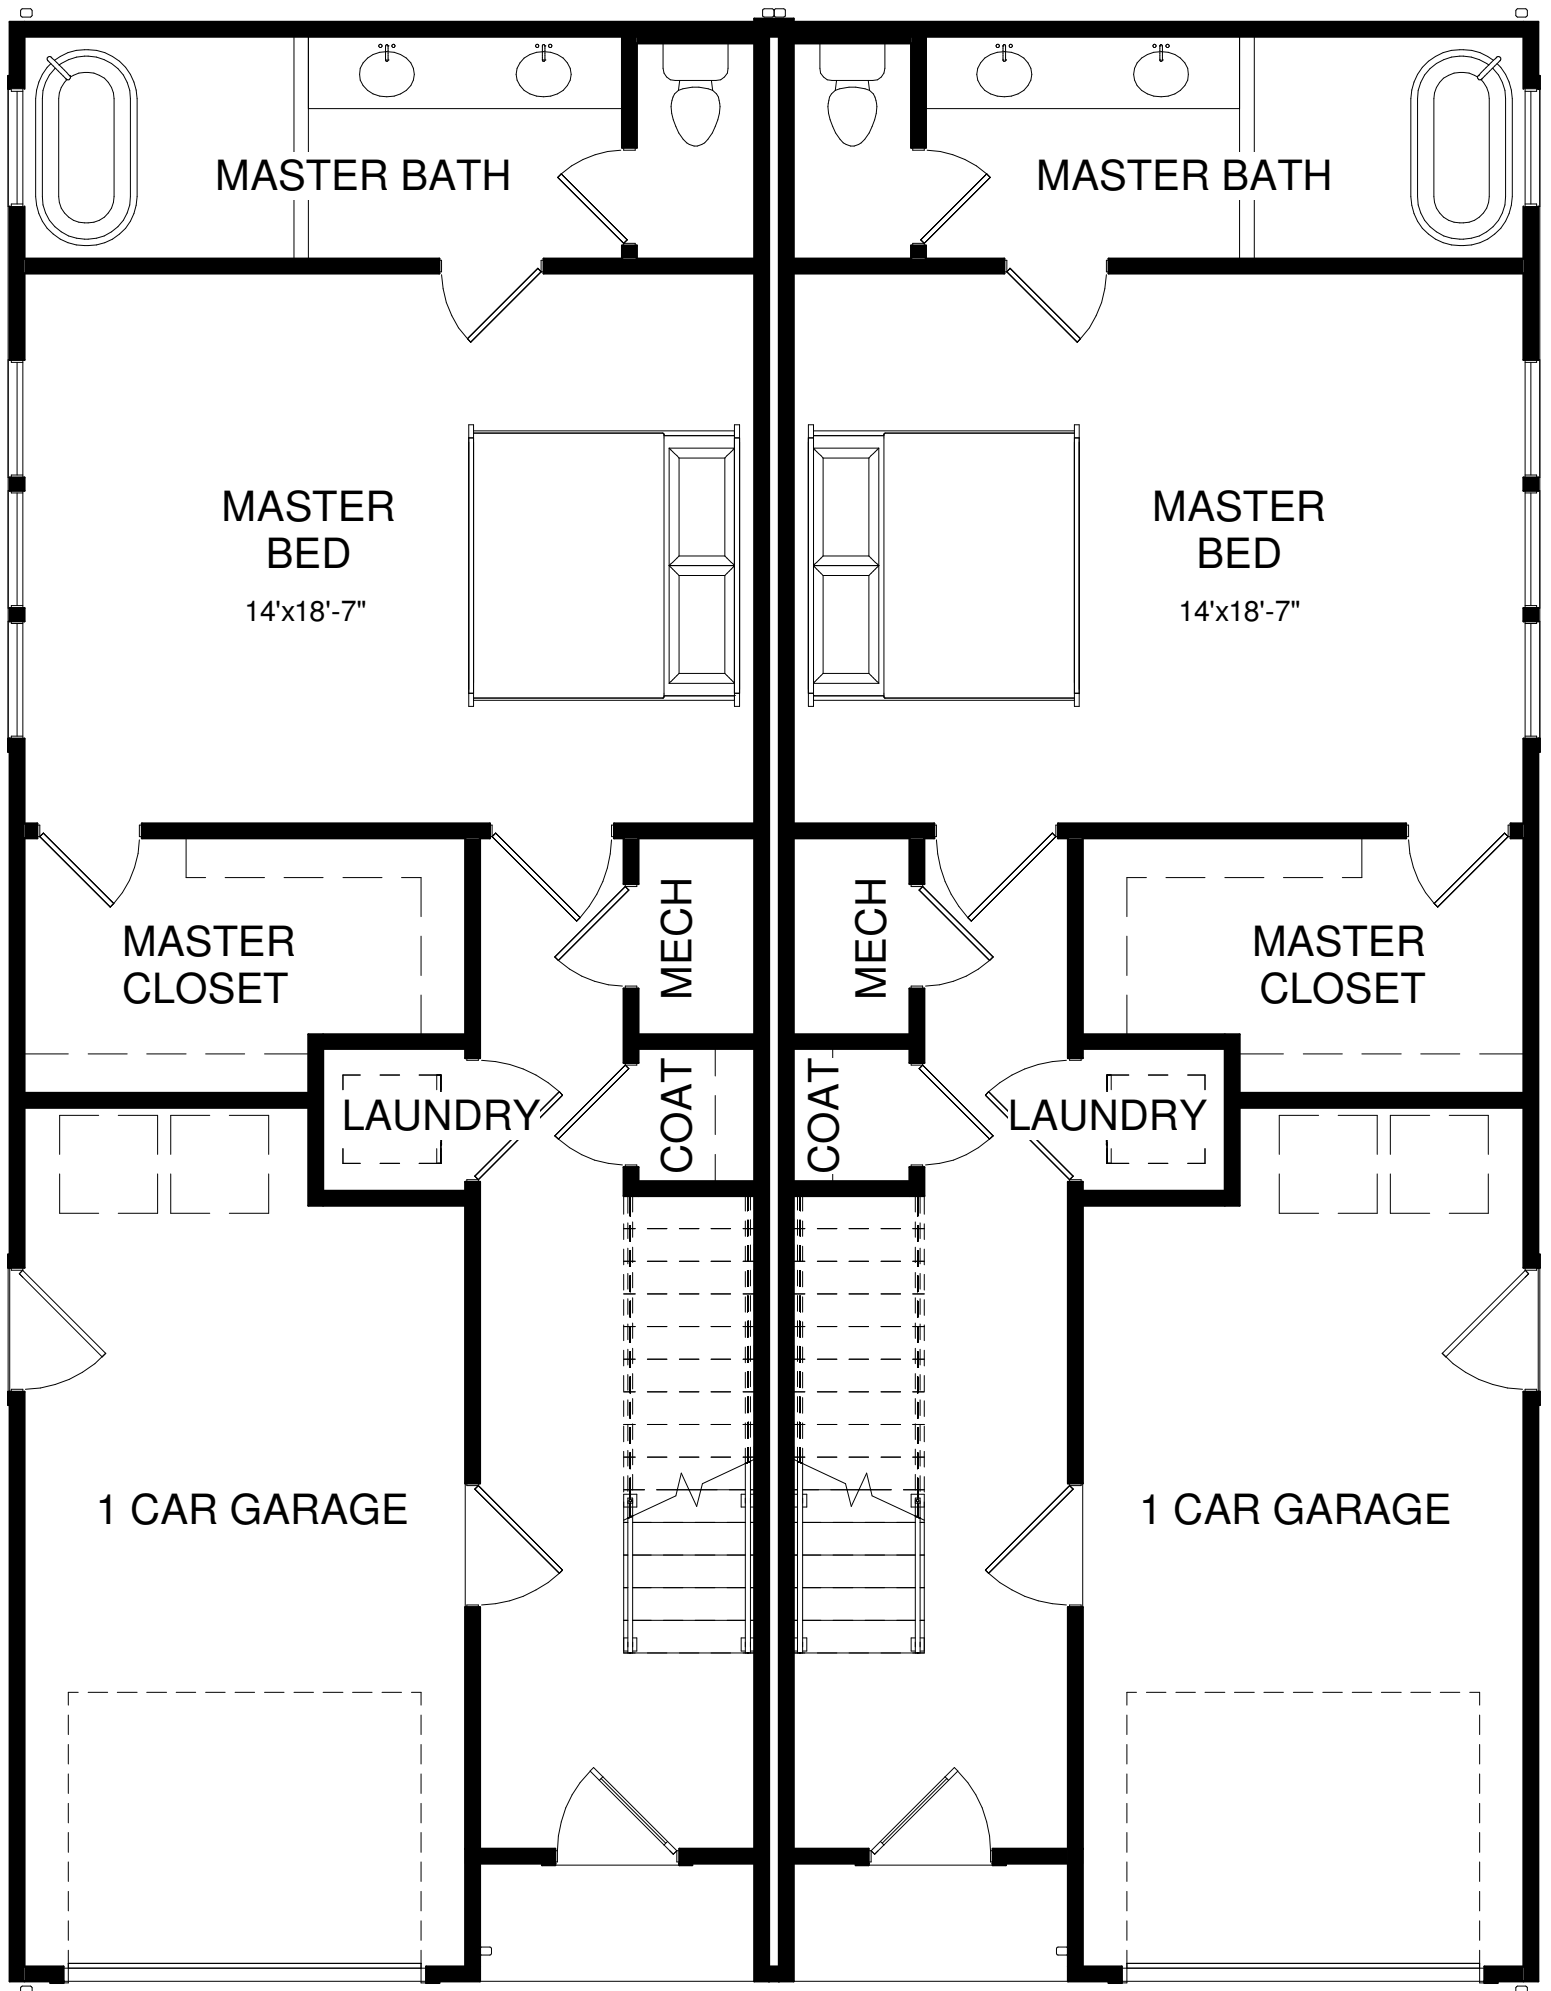 MASTER BATH
MASTER BATH
MASTER
BED
14'x18'-7"
MASTER
BED
14'x18'-7"
MASTER
CLOSET
MECH
MECH
MASTER
CLOSET
LAUNDRY
COAT
COAT
LAUNDRY
1 CAR GARAGE
1 CAR GARAGE